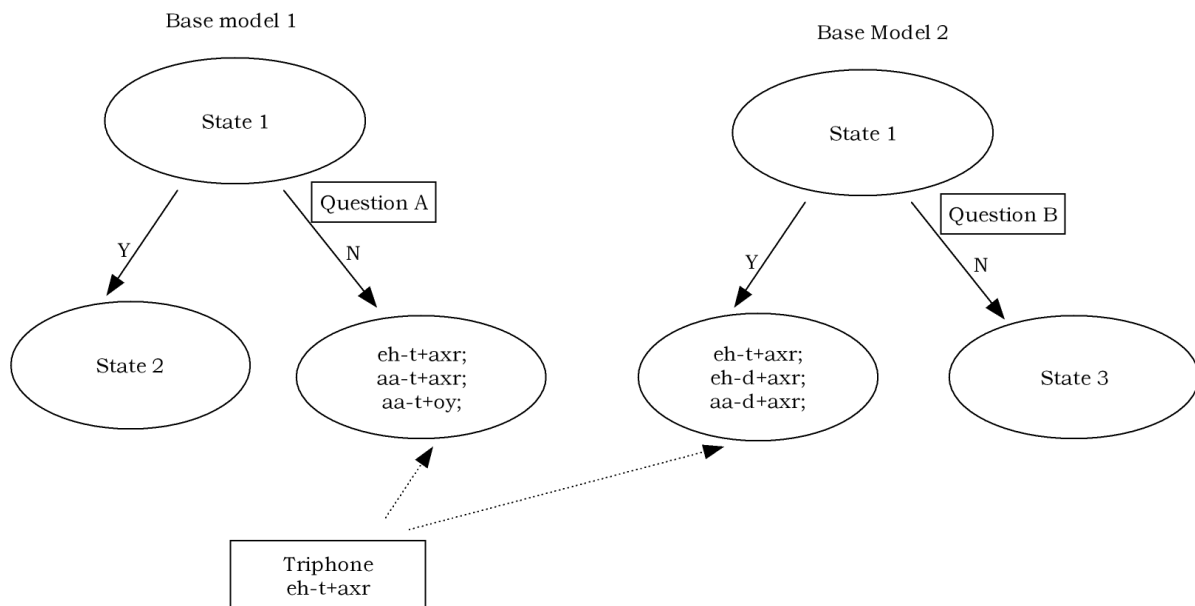 Base model 1
State 1
Question A
Y
N
State 2
eh-t+axr;
aa-t+axr;
aa-t+oy;
Base Model 2
State 1
Question B
Y
N
eh-t+axr;
eh-d+axr;
aa-d+axr;
State 3
Triphone
eh-t+axr